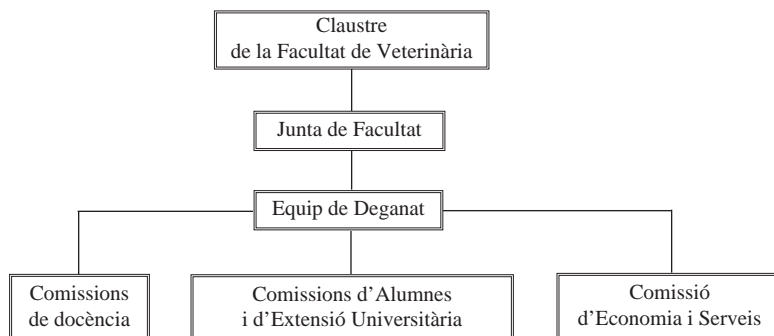 Claustre
de la Facultat de Veterinària
Junta de Facultat
Equip de Deganat
Comissions
de docència
Comissions d’Alumnes
i d’Extensió Universitària
Comissió
d’Economia i Serveis